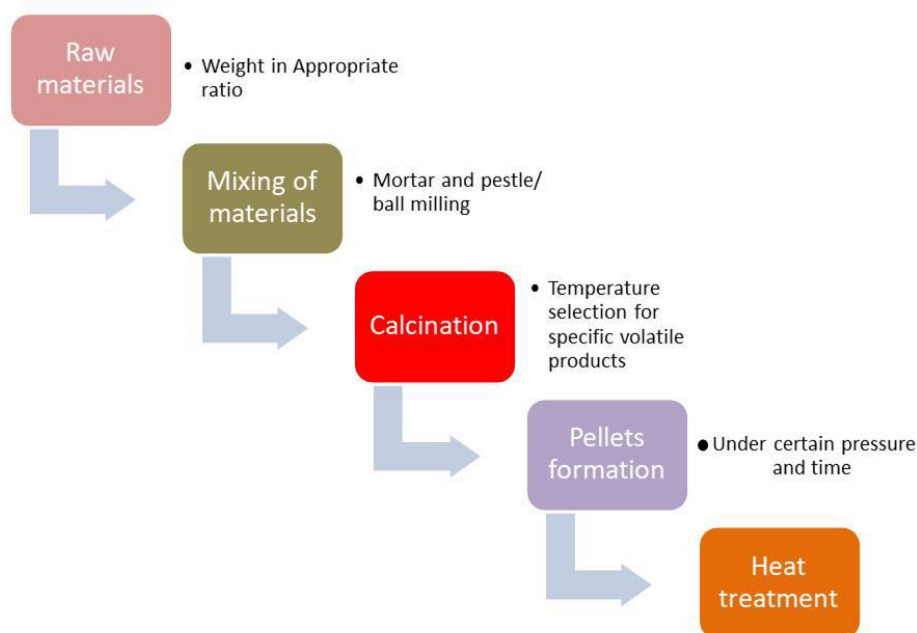 Raw
materials
• Weight in Appropriate
ratio
Mixing of
materials
• Mortar and pestle/
ball milling
Calcination
• Temperature
selection for
specific volatile
products
Pellets
formation
• Under certain pressure
and time
Heat
treatment